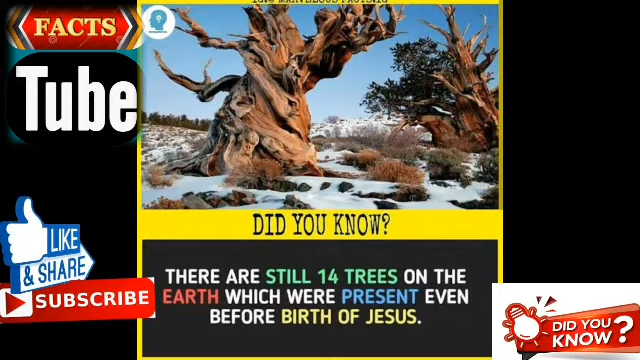 FACTS
Tube
LIKE
& SHARE
SUBSCRIBE
DID YOU KNOW?
THERE ARE STILL 14 TREES ON THE
EARTH WHICH WERE PRESENT EVEN
BEFORE BIRTH OF JESUS.
DID YOU
KNOW?